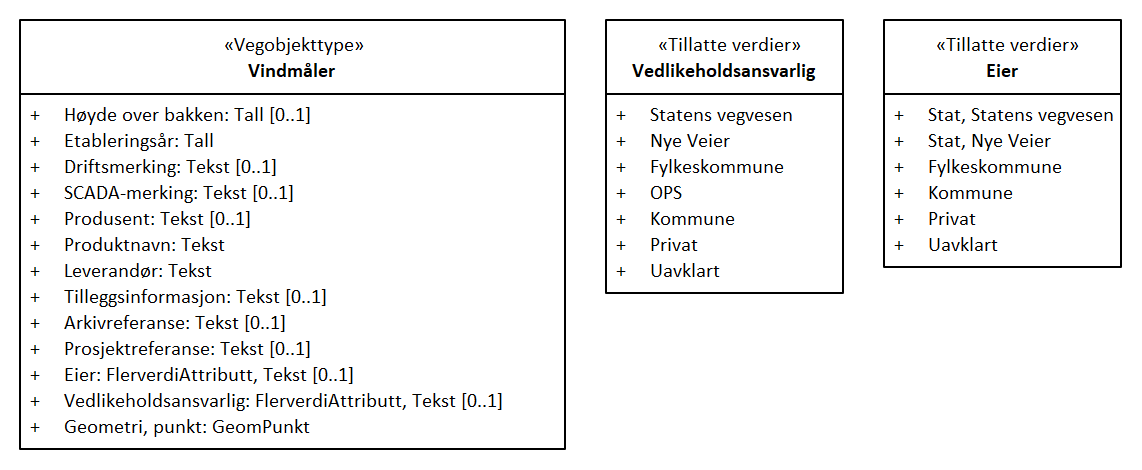 «Vegobjekttype»
Vindmåler
+ Høyde over bakken: Tall [0..1]
+ Etableringsår: Tall
+ Driftsmerking: Tekst [0..1]
+ SCADA-merking: Tekst [0..1]
+ Produsent: Tekst [0..1]
+ Produktnavn: Tekst
+ Leverandør: Tekst
+ Tilleggsinformasjon: Tekst [0..1]
+ Arkivreferanse: Tekst [0..1]
+ Prosjektreferanse: Tekst [0..1]
+ Eier: FlerverdiAttributt, Tekst [0..1]
+ Vedlikeholdsansvarlig: FlerverdiAttributt, Tekst [0..1]
+ Geometri, punkt: GeomPunkt
«Tillatte verdier»
Vedlikeholdsansvarlig
+ Statens vegvesen
+ Nye Veier
+ Fylkeskommune
+ OPS
+ Kommune
+ Privat
+ Uavklart
«Tillatte verdier»
Eier
+ Stat, Statens vegvesen
+ Stat, Nye Veier
+ Fylkeskommune
+ Kommune
+ Privat
+ Uavklart